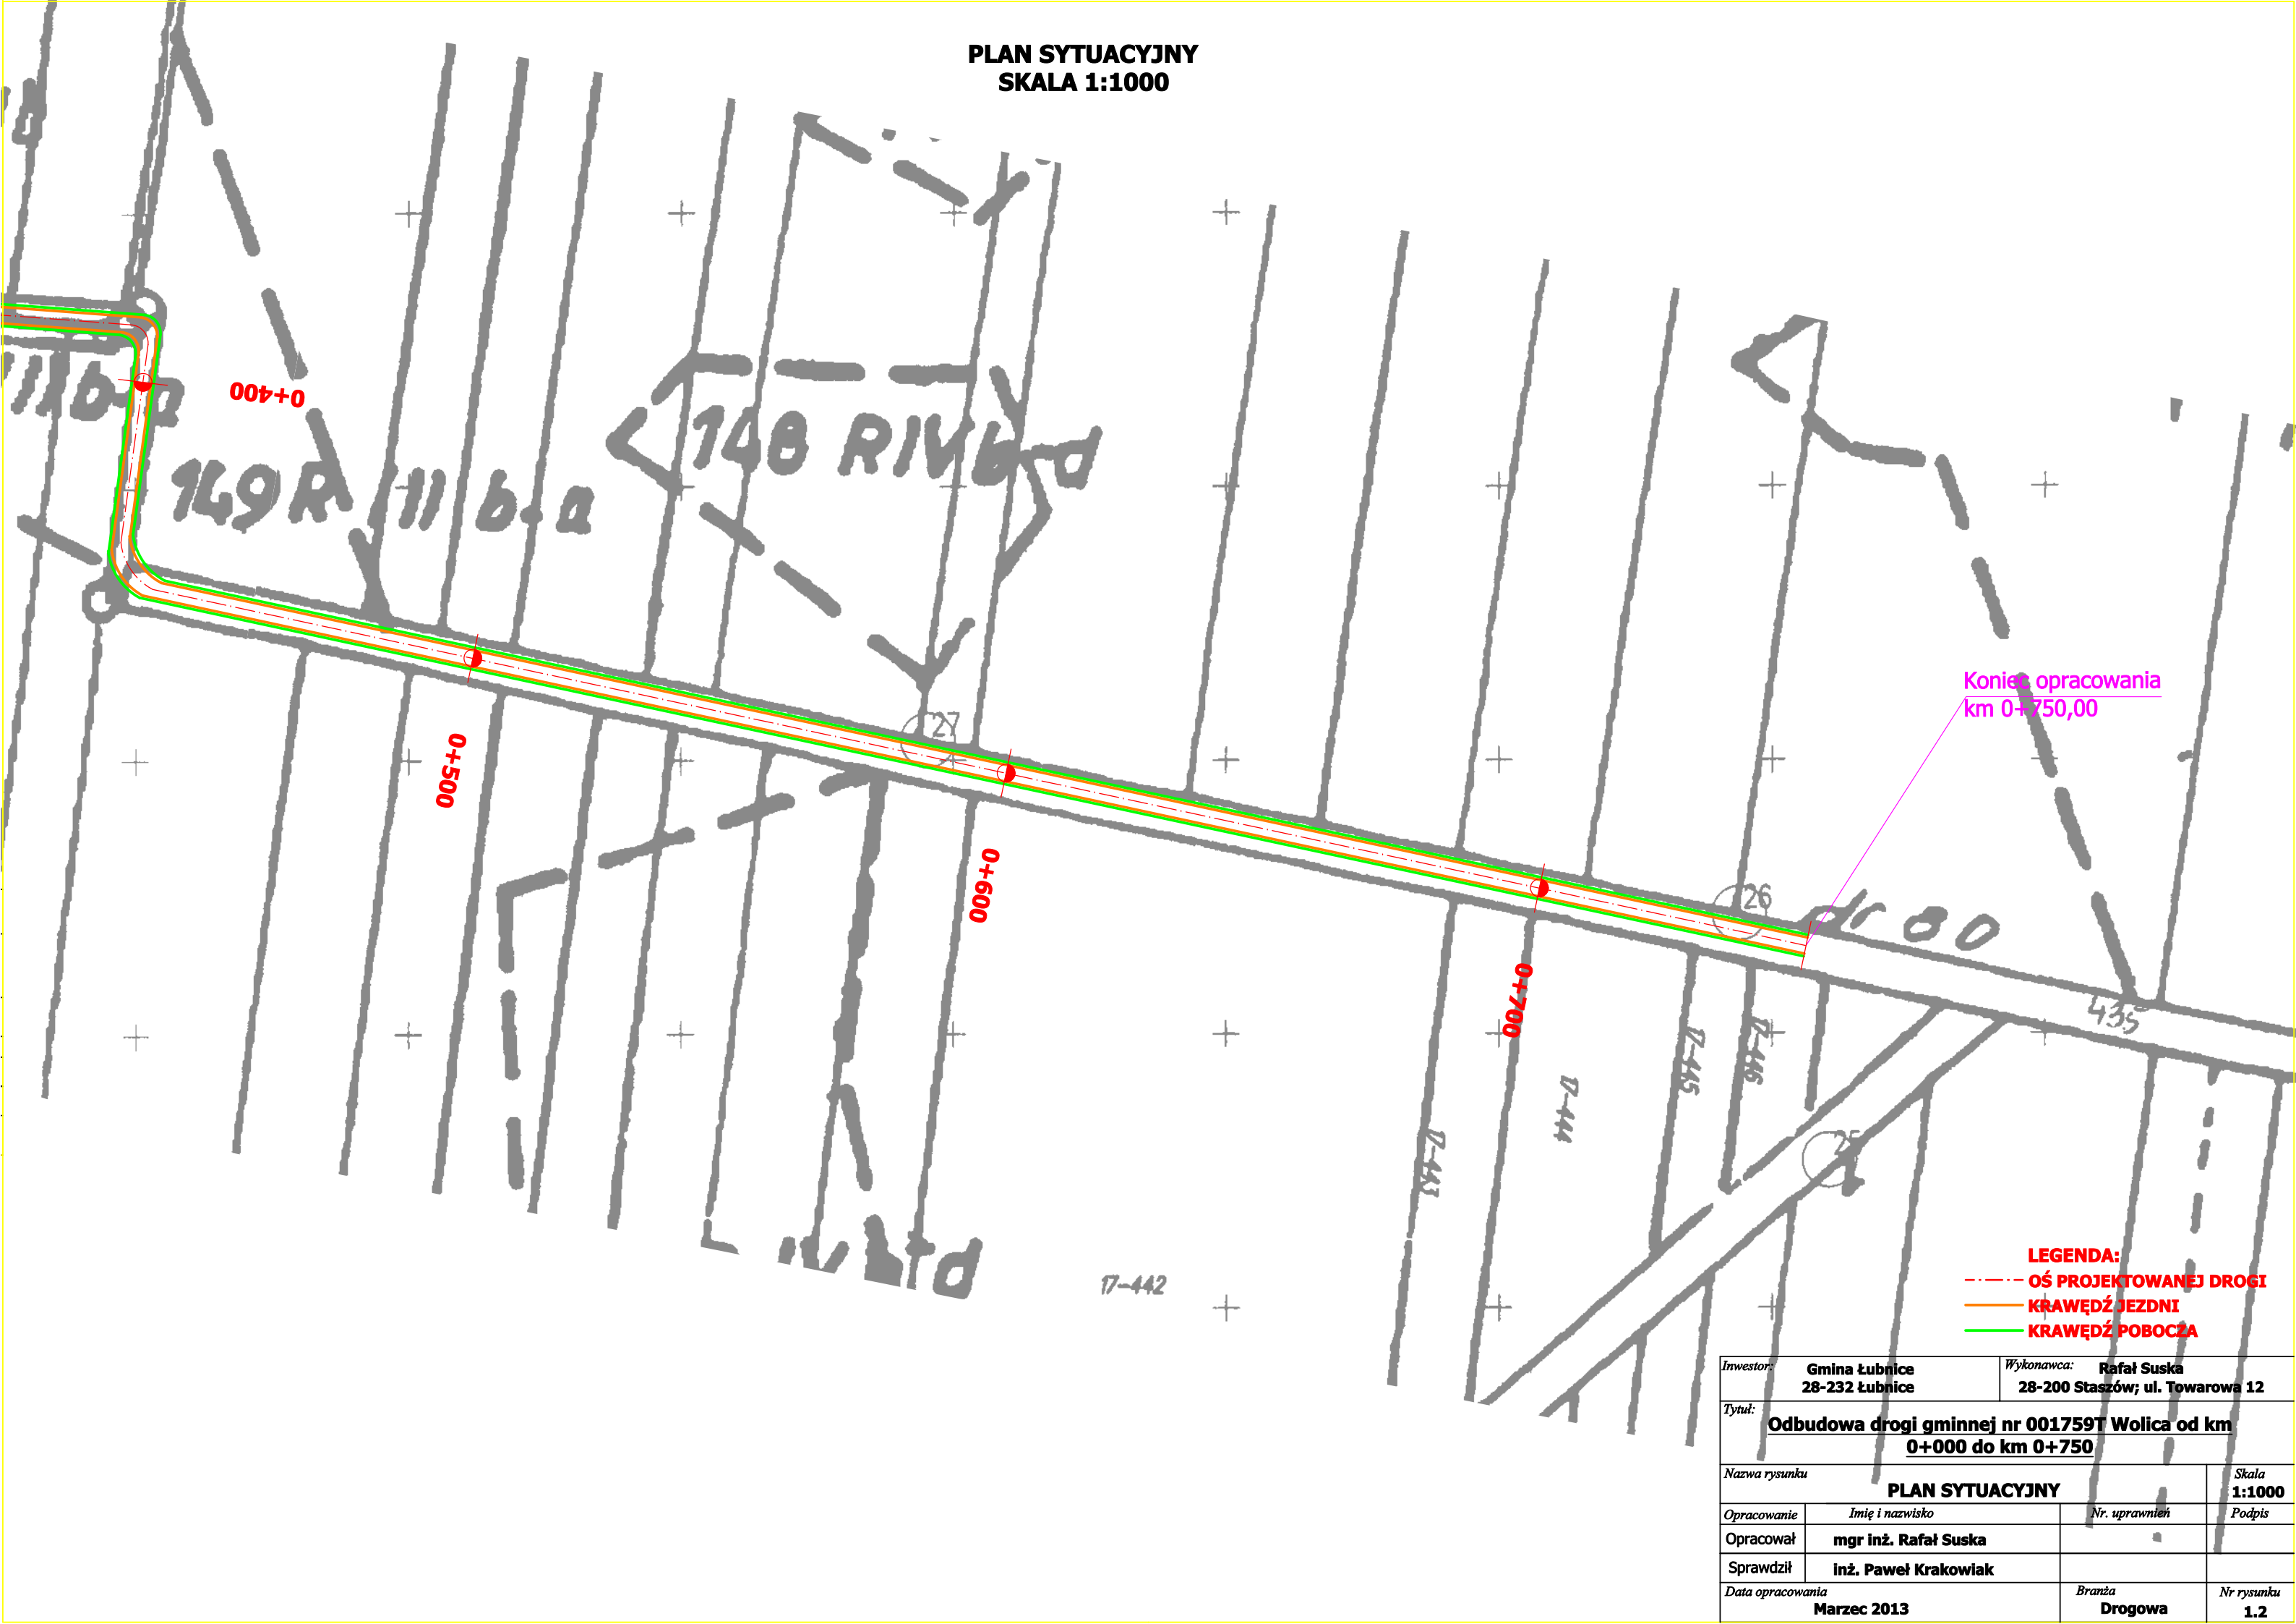 PLAN SYTUACYJNY
SKALA 1:1000
0+400
148 RIVb-d
149 R III b-a
Koniec opracowania
km 0+750,00
27
0+500
0+600
26
dr 80
0+700
435
17-445
17-446
17-444
17-443
25
17-442
LEGENDA:
OŚ PROJEKTOWANEJ DROGI
KRAWĘDŹ JEZDNI
KRAWĘDŹ POBOCZA
Inwestor:
Gmina Łubnice
28-232 Łubnice
Wykonawca:
Rafał Suska
28-200 Staszów; ul. Towarowa 12
Tytuł:
Odbudowa drogi gminnej nr 001759T Wolica od km
0+000 do km 0+750
Nazwa rysunku
PLAN SYTUACYJNY
Skala
1:1000
Opracowanie
Imię i nazwisko
Nr. uprawnień
Podpis
Opracował
mgr inż. Rafał Suska
Sprawdził
inż. Paweł Krakowiak
Data opracowania
Marzec 2013
Branża
Drogowa
Nr rysunku
1.2